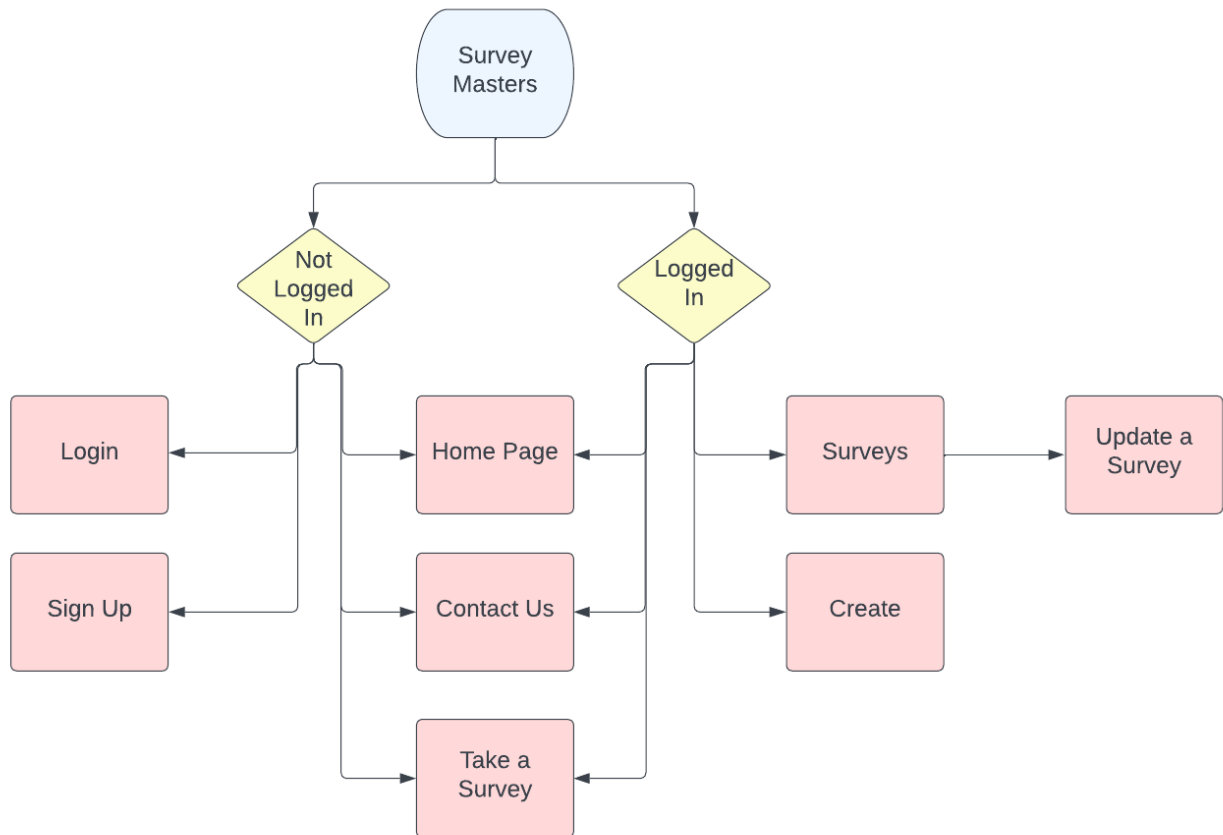 Survey
Masters
Not
Logged
In
Logged
In
Login
Home Page
Surveys
Update a
Survey
Sign Up
Contact Us
Create
Take a
Survey